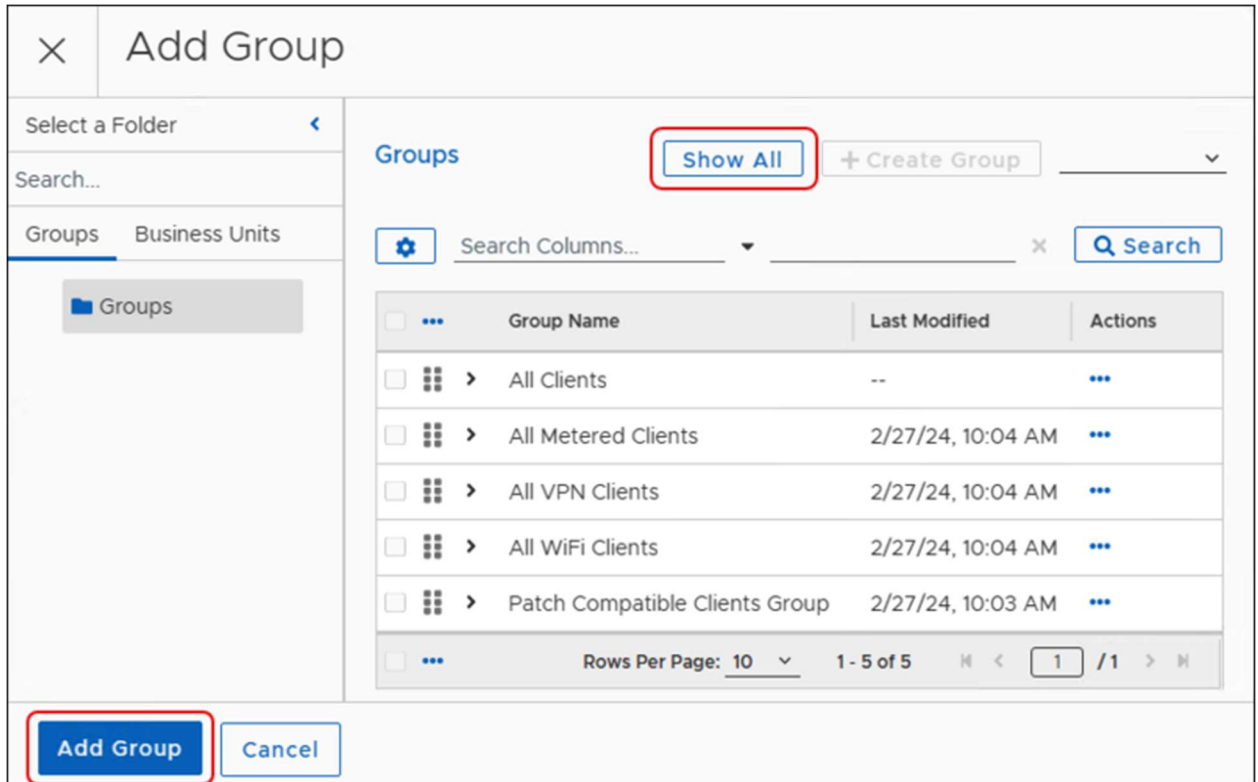 Add Group
Select a Folder
Search...
Groups Business Units
Groups
Groups Show All + Create Group
Search Columns... Search
Group Name Last Modified Actions
All Clients -- •••
All Metered Clients 2/27/24, 10:04 AM •••
All VPN Clients 2/27/24, 10:04 AM •••
All WiFi Clients 2/27/24, 10:04 AM •••
Patch Compatible Clients Group 2/27/24, 10:03 AM •••
Rows Per Page: 10 1 - 5 of 5 1 / 1
Add Group Cancel